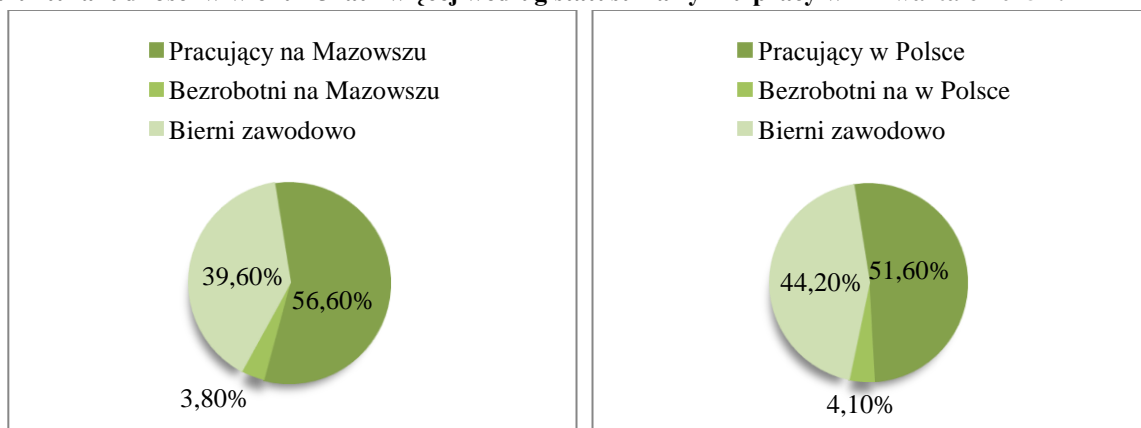 Pracujący na Mazowszu
Bezrobotni na Mazowszu
Bierni zawodowo
39,60%
56,60%
3,80%
Pracujący w Polsce
Bezrobotni na w Polsce
Bierni zawodowo
44,20%
51,60%
4,10%